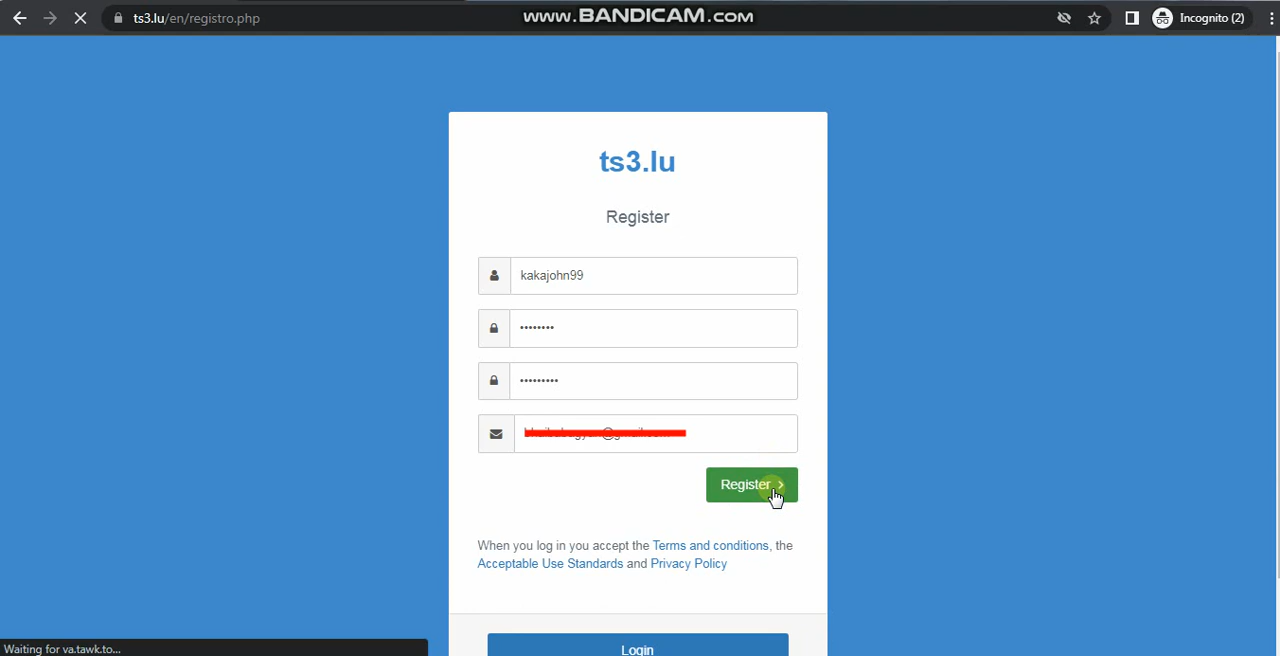 ts3.lu/en/registro.php
www.BANDICAM.COM
Incognito (2)
ts3.lu
Register
kakajohn99
••••••••
•••••••••
Register
When you log in you accept the Terms and conditions, the
Acceptable Use Standards and Privacy Policy
Login
Waiting for va.tawk.to...